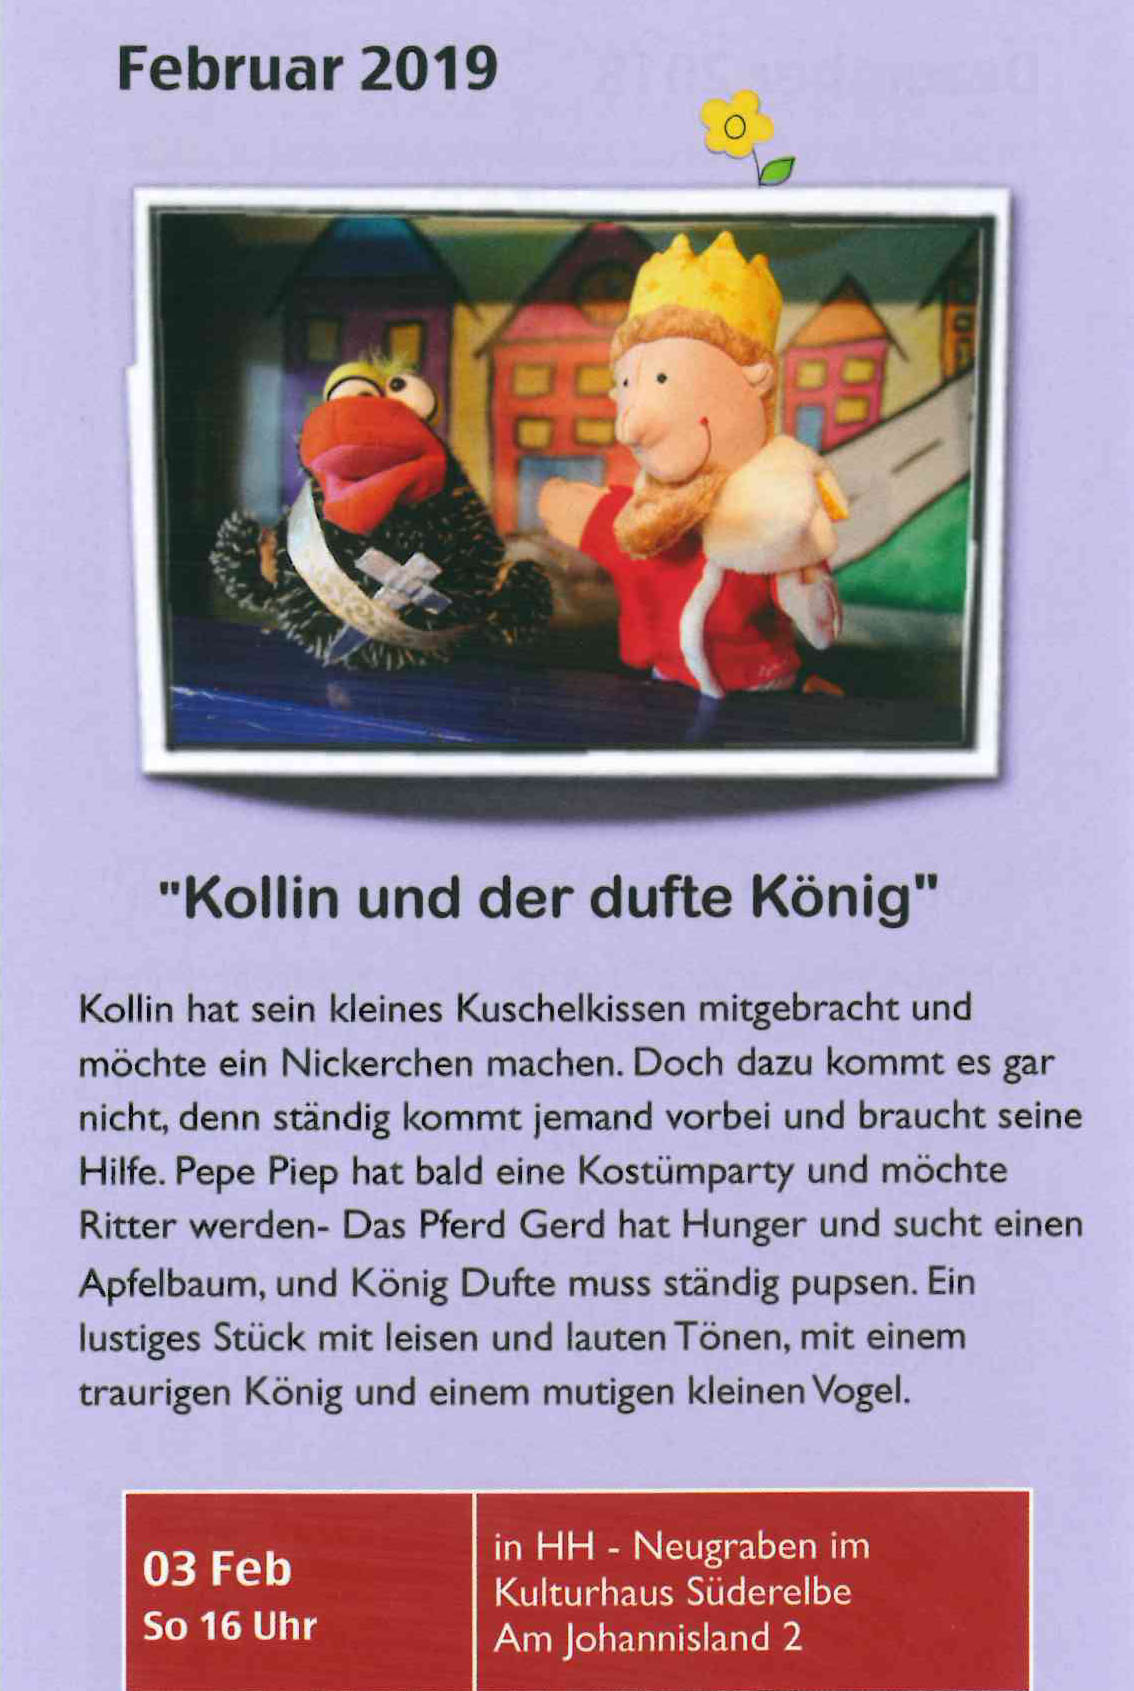 Februar 2019
"Kollin und der dufte König"
Kollin hat sein kleines Kuschelkissen mitgebracht und
möchte ein Nickerchen machen. Doch dazu kommt es gar
nicht, denn ständig kommt jemand vorbei und braucht seine
Hilfe. Pepe Piep hat bald eine Kostümparty und möchte
Ritter werden- Das Pferd Gerd hat Hunger und sucht einen
Apfelbaum, und König Dufte muss ständig pupsen. Ein
lustiges Stück mit leisen und lauten Tönen, mit einem
traurigen König und einem mutigen kleinen Vogel.
03 Feb
So 16 Uhr
in HH - Neugraben im
Kulturhaus Süderelbe
Am Johannisland 2